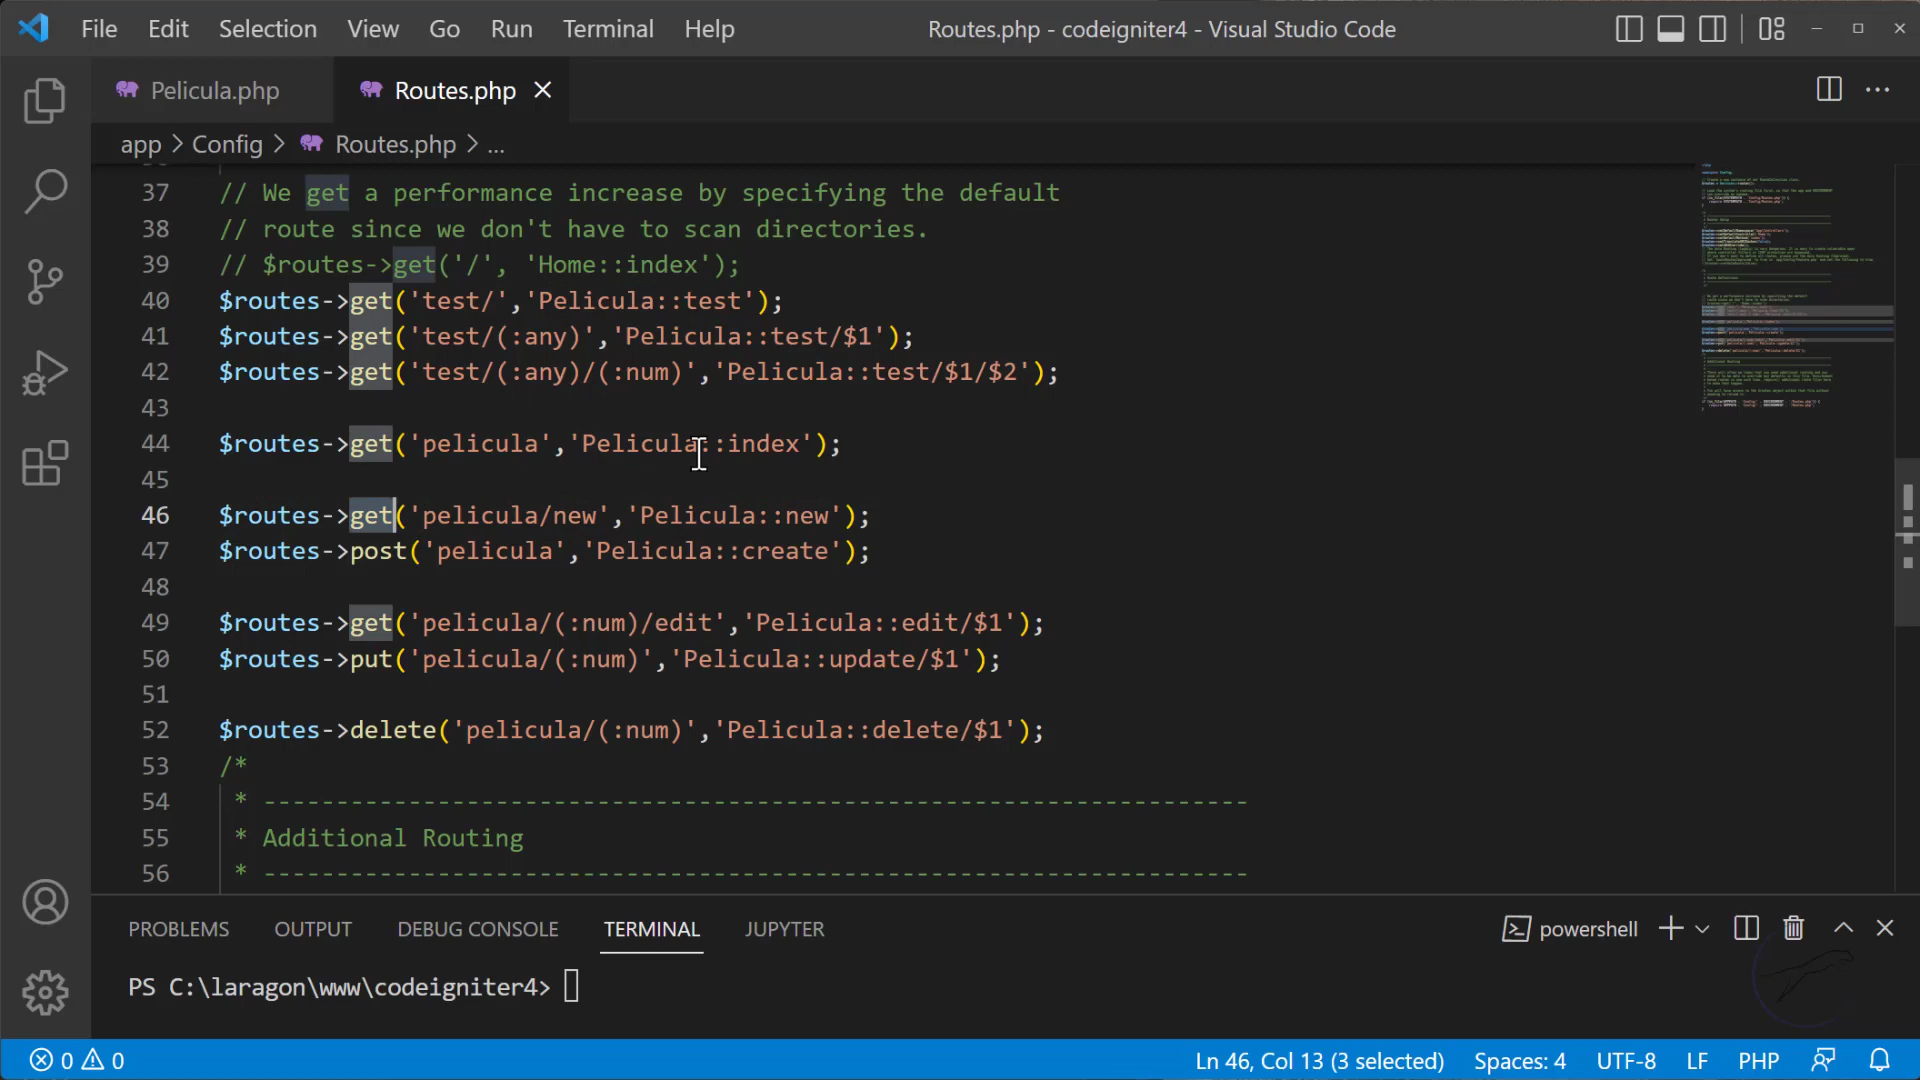 File Edit Selection View Go Run Terminal Help Routes.php - codeigniter4 - Visual Studio Code
Pelicula.php Routes.php
app > Config > Routes.php > ...
37 // We get a performance increase by specifying the default
38 // route since we don't have to scan directories.
39 // $routes->get('/', 'Home::index');
40 $routes->get('test/','Pelicula::test');
41 $routes->get('test/(:any)','Pelicula::test/$1');
42 $routes->get('test/(:any)/(:num)','Pelicula::test/$1/$2');
43
44 $routes->get('pelicula','Pelicula::index');
45
46 $routes->get('pelicula/new','Pelicula::new');
47 $routes->post('pelicula','Pelicula::create');
48
49 $routes->get('pelicula/(:num)/edit','Pelicula::edit/$1');
50 $routes->put('pelicula/(:num)','Pelicula::update/$1');
51
52 $routes->delete('pelicula/(:num)','Pelicula::delete/$1');
53 /*
54 * --------------------------------------------------------------------
55 * Additional Routing
56 * --------------------------------------------------------------------
PROBLEMS OUTPUT DEBUG CONSOLE TERMINAL JUPYTER powershell
PS C:\laragon\www\codeigniter4>
0 0 Ln 46, Col 13 (3 selected) Spaces: 4 UTF-8 LF PHP